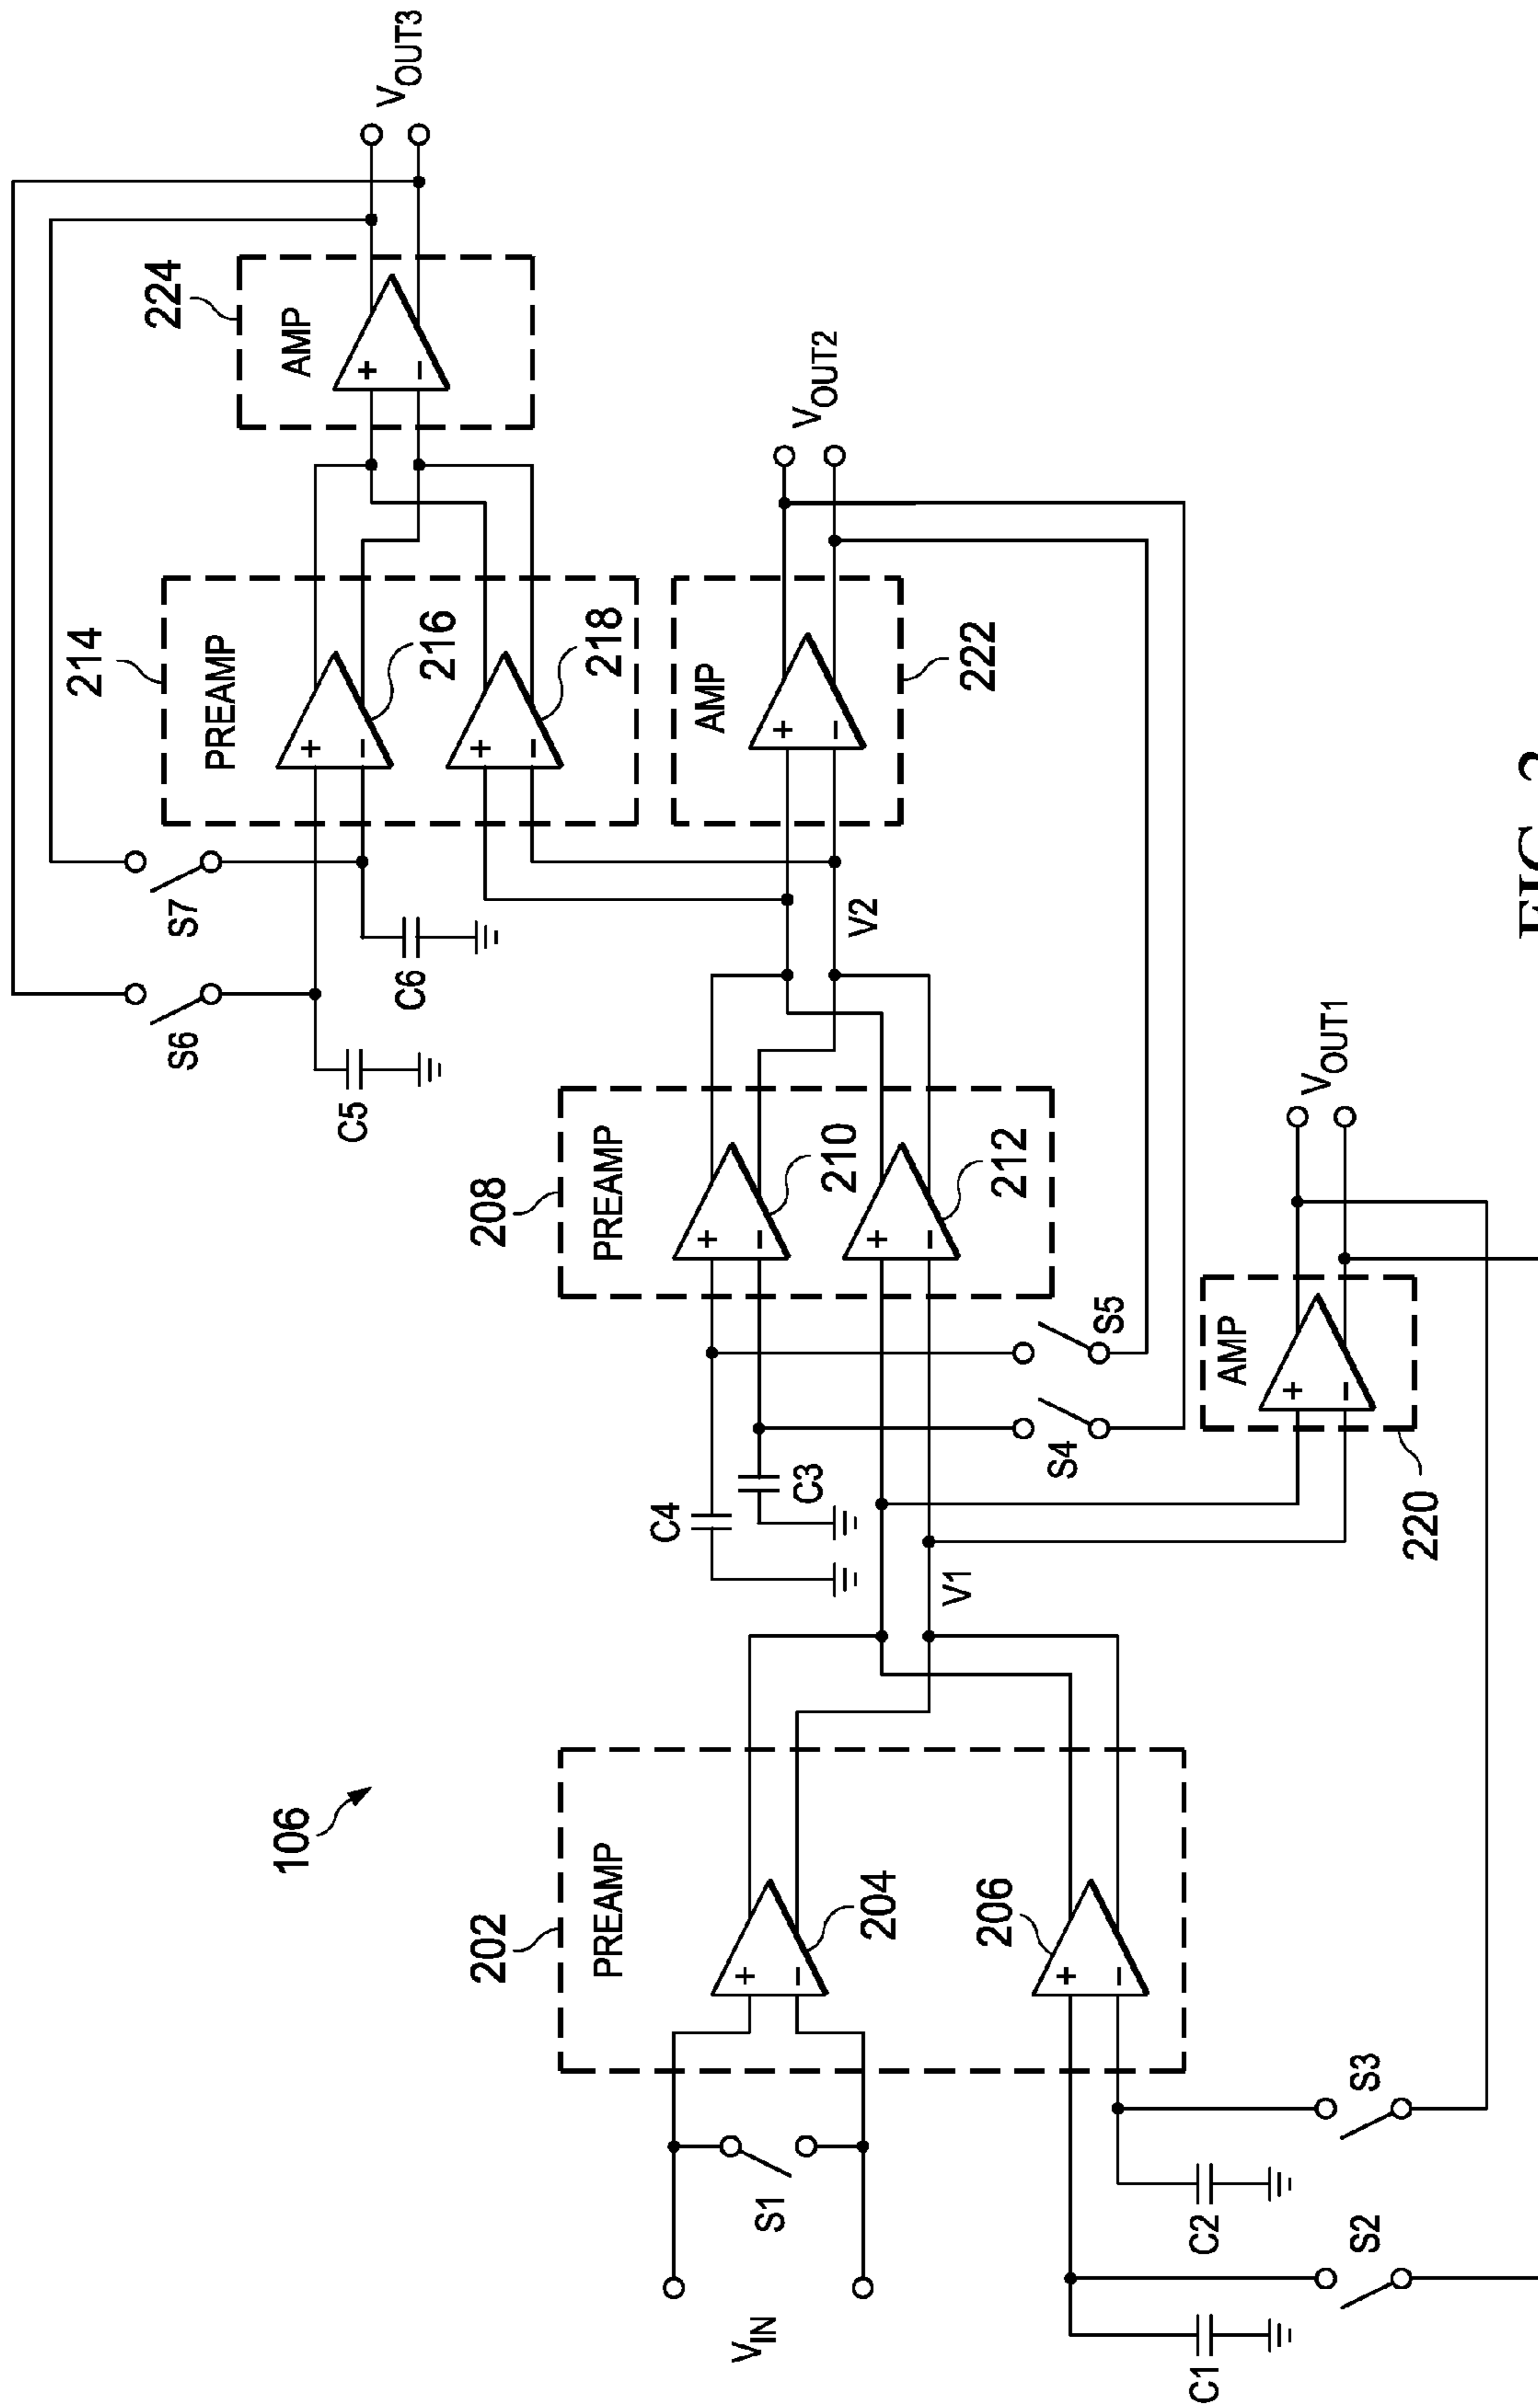 106
202
PREAMP
204
206
VIN
S1
C1
C2
S2
S3
V1
208
PREAMP
210
212
C4
C3
S4
S5
220
AMP
VOUT1
V2
214
PREAMP
216
218
S6
S7
C5
C6
222
AMP
VOUT2
224
AMP
VOUT3
+
−
+
−
+
−
+
−
+
−
+
−
+
−
+
−
+
−